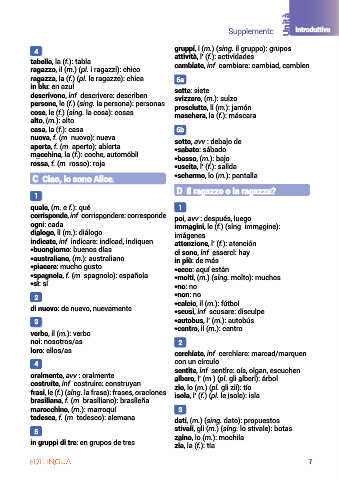 Supplemento
Unità
Introduttiva
4
tabella, la (f.): tabla
ragazzo, il (m.) (pl. i ragazzi): chico
ragazza, la (f.) (pl. le ragazze): chica
in blu: en azul
descrivono, inf descrivere: describen
persone, le (f.) (sing. la persona): personas
cose, le (f.) (sing. la cosa): cosas
alto, (m.): alto
casa, la (f.): casa
nuova, f. (m nuovo): nueva
aperta, f. (m aperto): abierta
macchina, la (f.): coche, automóbil
rossa, f. (m rosso): roja
C Ciao, io sono Alice.
1
quale, (m. e f.): qué
corrisponde, inf corrispondere: corresponde
ogni: cada
dialogo, il (m.): diálogo
indicate, inf indicare: indicad, indiquen
•buongiorno: buenos días
•australiano, (m.): australiano
•piacere: mucho gusto
•spagnola, f. (m spagnolo): española
•sì: sí
2
di nuovo: de nuevo, nuevamente
3
verbo, il (m.): verbo
noi: nosotros/as
loro: ellos/as
4
oralmente, avv : oralmente
costruite, inf costruire: construyan
frasi, le (f.) (sing. la frase): frases, oraciones
brasiliana, f. (m brasiliano): brasileña
marocchino, (m.): marroquí
tedesca, f. (m tedesco): alemana
5
in gruppi di tre: en grupos de tres
gruppi, i (m.) (sing. il gruppo): grupos
attività, l' (f.): actividades
cambiate, inf cambiare: cambiad, cambien
6a
sette: siete
svizzero, (m.): suizo
prosciutto, il (m.): jamón
maschera, la (f.): máscara
6b
sotto, avv : debajo de
•sabato: sábado
•basso, (m.): bajo
•uscita, l' (f.): salida
•schermo, lo (m.): pantalla
D Il ragazzo o la ragazza?
1
poi, avv : después, luego
immagini, le (f.) (sing immagine):
imágenes
attenzione, l' (f.): atención
ci sono, inf esserci: hay
in più: de más
•ecco: aquí están
•molti, (m.) (sing. molto): muchos
•no: no
•non: no
•calcio, il (m.): fútbol
•scusi, inf scusare: disculpe
•autobus, l' (m.): autobús
•centro, il (m.): centro
2
cerchiate, inf cerchiare: marcad/marquen
con un círculo
sentite, inf sentire: oís, oigan, escuchen
albero, l' (m ) (pl. gli alberi): árbol
zio, lo (m.) (pl. gli zii): tío
isola, l' (f.) (pl. le isole): isla
3
dati, (m.) (sing. dato): propuestos
stivali, gli (m.) (sing. lo stivale): botas
zaino, lo (m.): mochila
zia, la (f.): tía
7